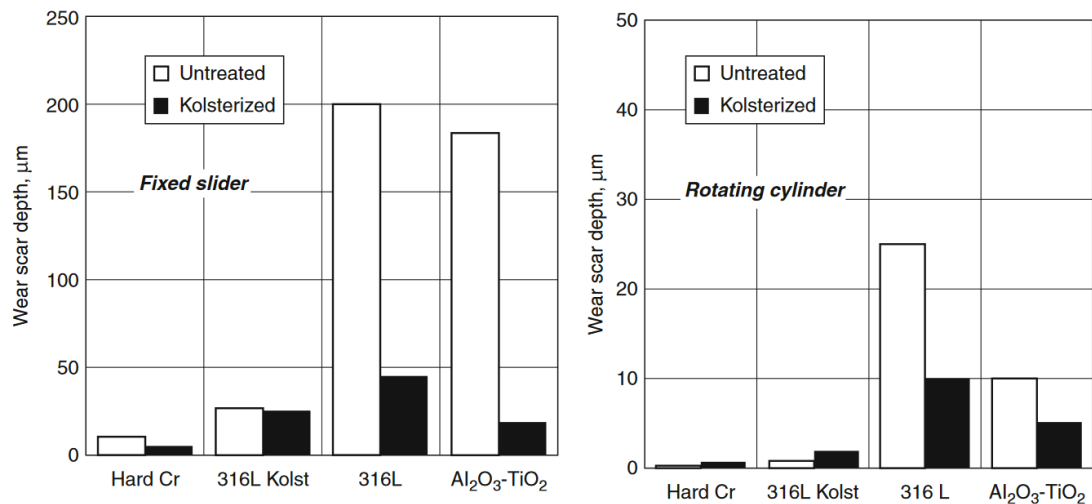 250
200
150
100
50
0
Wear scar depth, μm
Untreated
Kolsterized
Fixed slider
Hard Cr 316L Kolst 316L Al₂O₃-TiO₂
50
40
30
20
10
0
Wear scar depth, μm
Untreated
Kolsterized
Rotating cylinder
Hard Cr 316L Kolst 316 L Al₂O₃-TiO₂